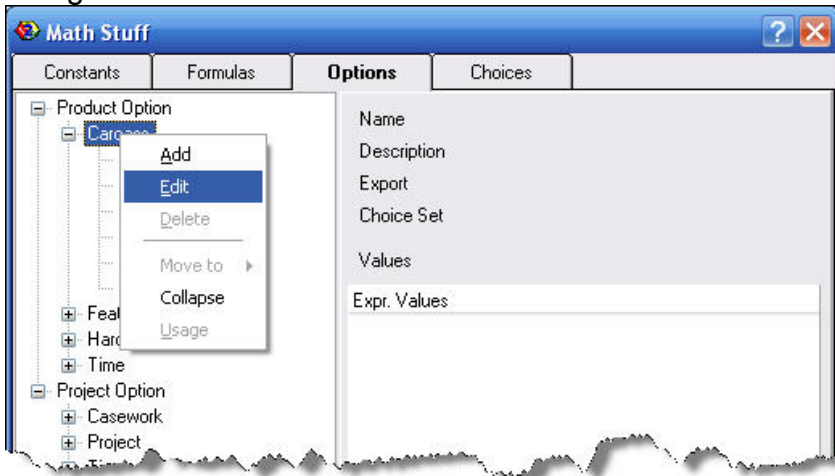 Math Stuff
Constants Formulas Options Choices
Product Option
Add
Edit
Delete
Move to
Collapse
Usage
Time
Project Option
Casework
Project
Name
Description
Export
Choice Set
Values
Expr. Values